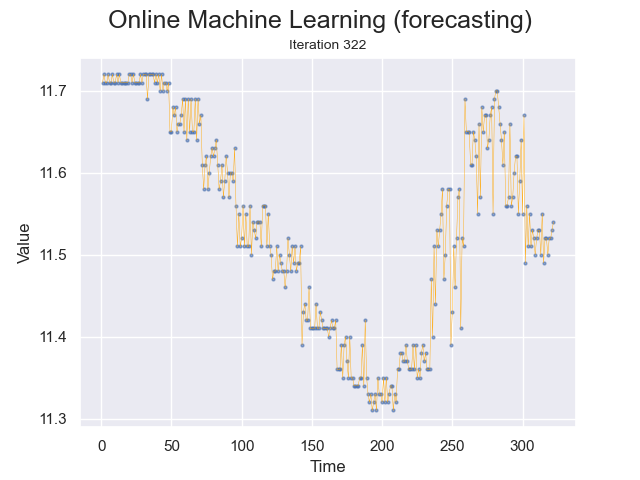 Online Machine Learning (forecasting)
Iteration 322
11.7
11.6
11.5
11.4
11.3
Value
0 50 100 150 200 250 300
Time